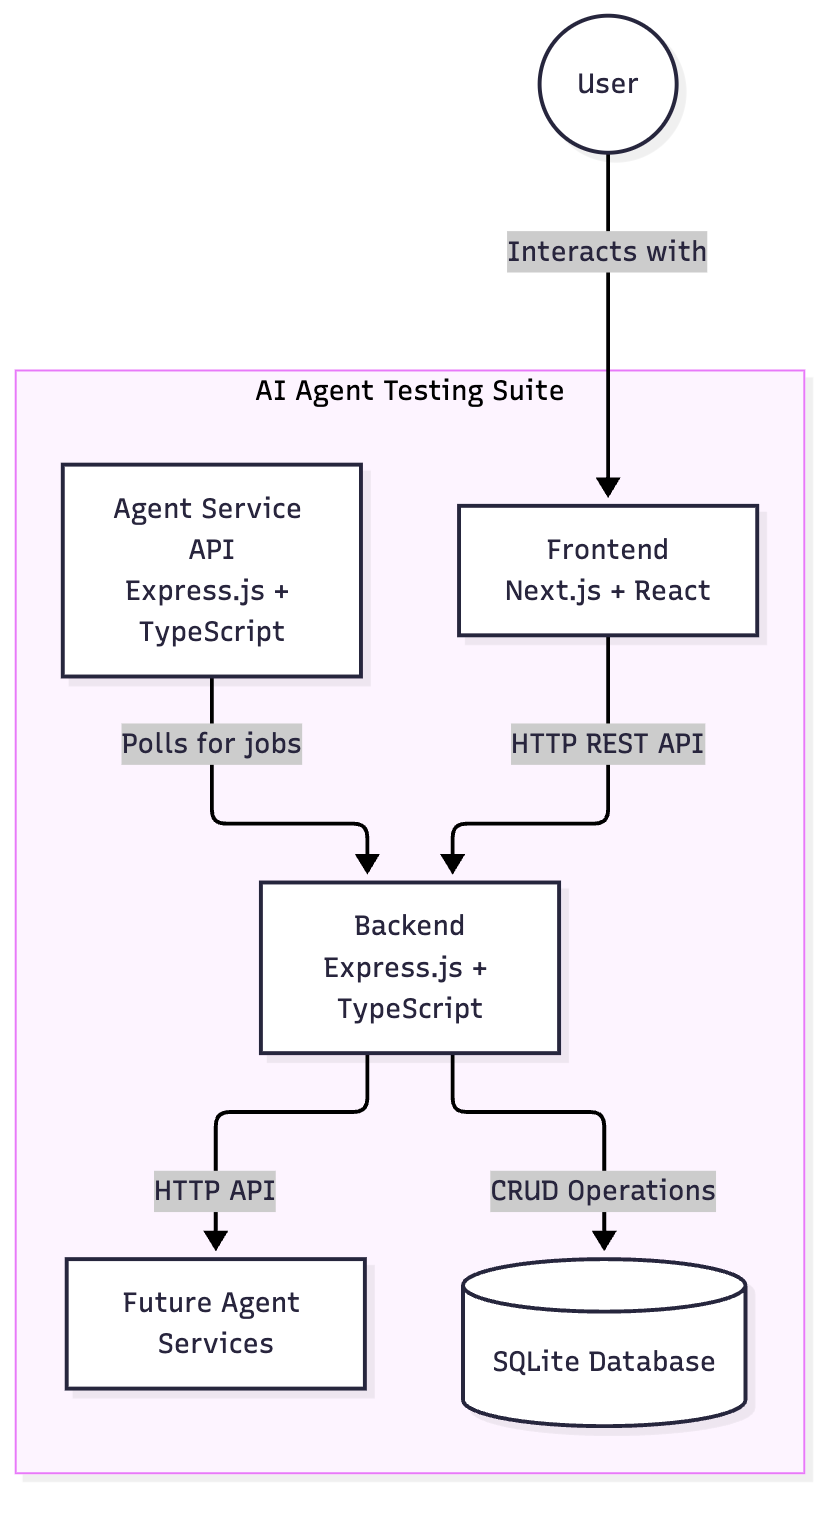 User
Interacts with
AI Agent Testing Suite
Agent Service
API
Express.js +
TypeScript
Frontend
Next.js + React
Polls for jobs
HTTP REST API
Backend
Express.js +
TypeScript
HTTP API
CRUD Operations
Future Agent
Services
SQLite Database